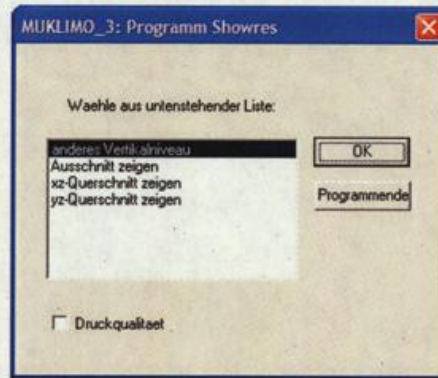 MUKLIMO_3: Programm Showres
Waehle aus untenstehender Liste:
anderes Vertikalniveau
Ausschnitt zeigen
xz-Querschnitt zeigen
yz-Querschnitt zeigen
OK
Programmende
Druckqualitaet